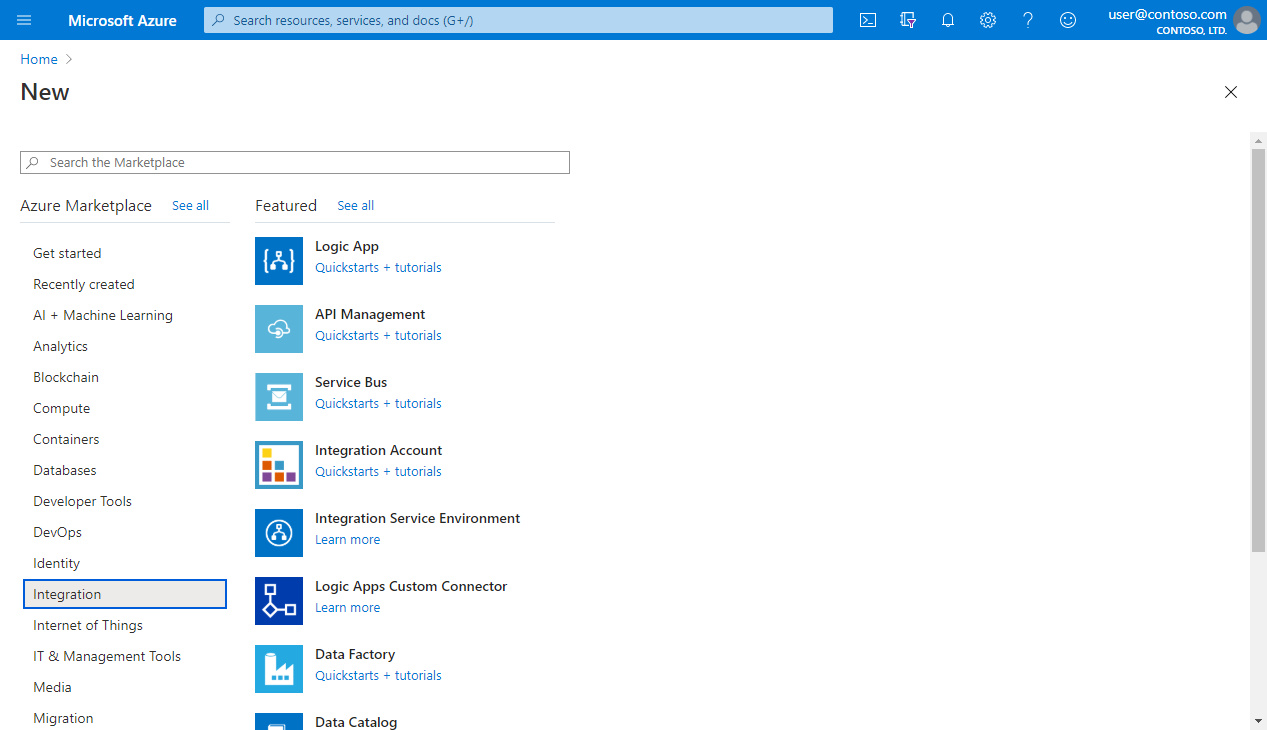 Microsoft Azure
Search resources, services, and docs (G+/)
user@contoso.com
CONTOSO, LTD.
Home
New
Search the Marketplace
Azure Marketplace See all
Get started
Recently created
AI + Machine Learning
Analytics
Blockchain
Compute
Containers
Databases
Developer Tools
DevOps
Identity
Integration
Internet of Things
IT & Management Tools
Media
Migration
Featured See all
Logic App
Quickstarts + tutorials
API Management
Quickstarts + tutorials
Service Bus
Quickstarts + tutorials
Integration Account
Quickstarts + tutorials
Integration Service Environment
Learn more
Logic Apps Custom Connector
Learn more
Data Factory
Quickstarts + tutorials
Data Catalog